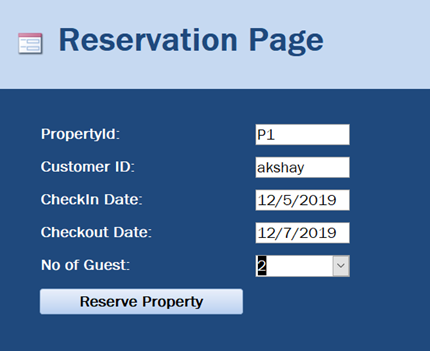 Reservation Page
PropertyId: P1
Customer ID: akshay
CheckIn Date: 12/5/2019
Checkout Date: 12/7/2019
No of Guest: 2
Reserve Property